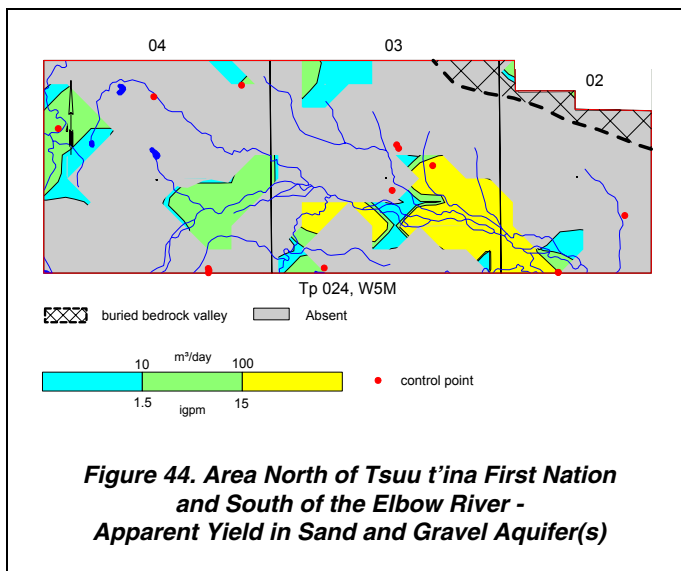 04 03
02
Tp 024, W5M
buried bedrock valley Absent
m³/day
10 100
1.5 15
igpm
control point
Figure 44. Area North of Tsuu t'ina First Nation
and South of the Elbow River -
Apparent Yield in Sand and Gravel Aquifer(s)